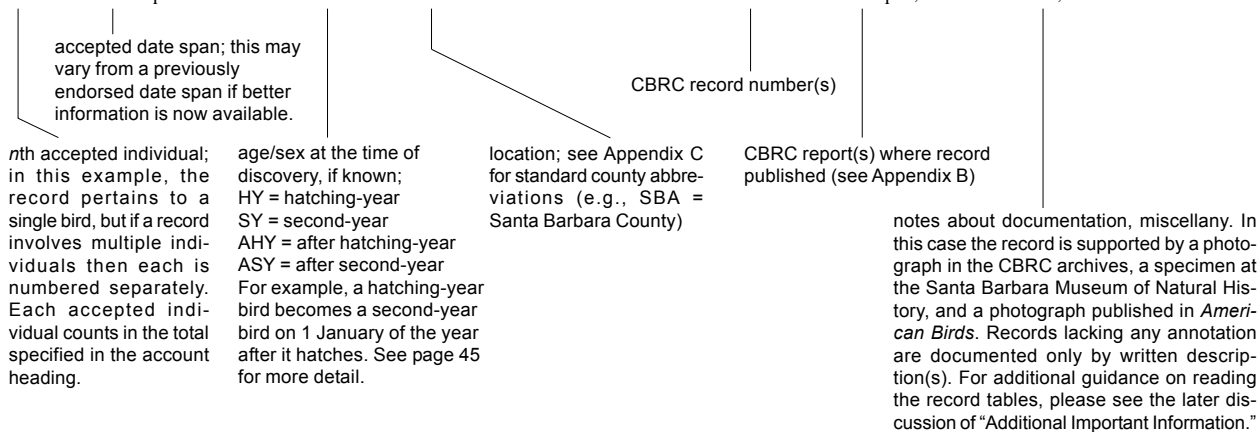 accepted date span; this may
vary from a previously
endorsed date span if better
information is now available.
CBRC record number(s)
nth accepted individual;
in this example, the
record pertains to a
single bird, but if a record
involves multiple indi-
viduals then each is
numbered separately.
Each accepted indi-
vidual counts in the total
specified in the account
heading.
age/sex at the time of
discovery, if known;
HY = hatching-year
SY = second-year
AHY = after hatching-year
ASY = after second-year
For example, a hatching-year
bird becomes a second-year
bird on 1 January of the year
after it hatches. See page 45
for more detail.
location; see Appendix C
for standard county abbre-
viations (e.g., SBA =
Santa Barbara County)
CBRC report(s) where record
published (see Appendix B)
notes about documentation, miscellany. In
this case the record is supported by a photo-
graph in the CBRC archives, a specimen at
the Santa Barbara Museum of Natural His-
tory, and a photograph published in Ameri-
can Birds. Records lacking any annotation
are documented only by written descrip-
tion(s). For additional guidance on reading
the record tables, please see the later dis-
cussion of “Additional Important Information.”